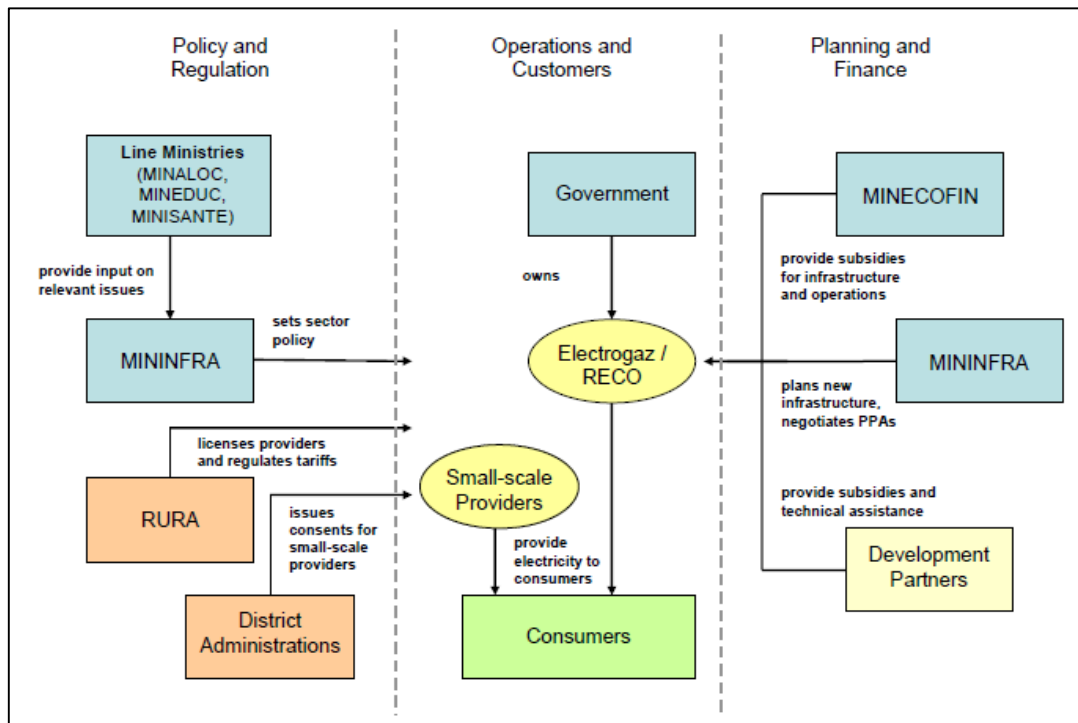 Policy and
Regulation
Operations and
Customers
Planning and
Finance
Line Ministries
(MINALOC,
MINEDUC,
MINISANTE)
Government
MINECOFIN
provide input on
relevant issues
owns
provide subsidies
for infrastructure
and operations
MININFRA
sets sector
policy
Electrogaz /
RECO
MININFRA
plans new
infrastructure,
negotiates PPAs
licenses providers
and regulates tariffs
RURA
Small-scale
Providers
provide subsidies and
technical assistance
issues
consents for
small-scale
providers
provide
electricity to
consumers
Development
Partners
District
Administrations
Consumers